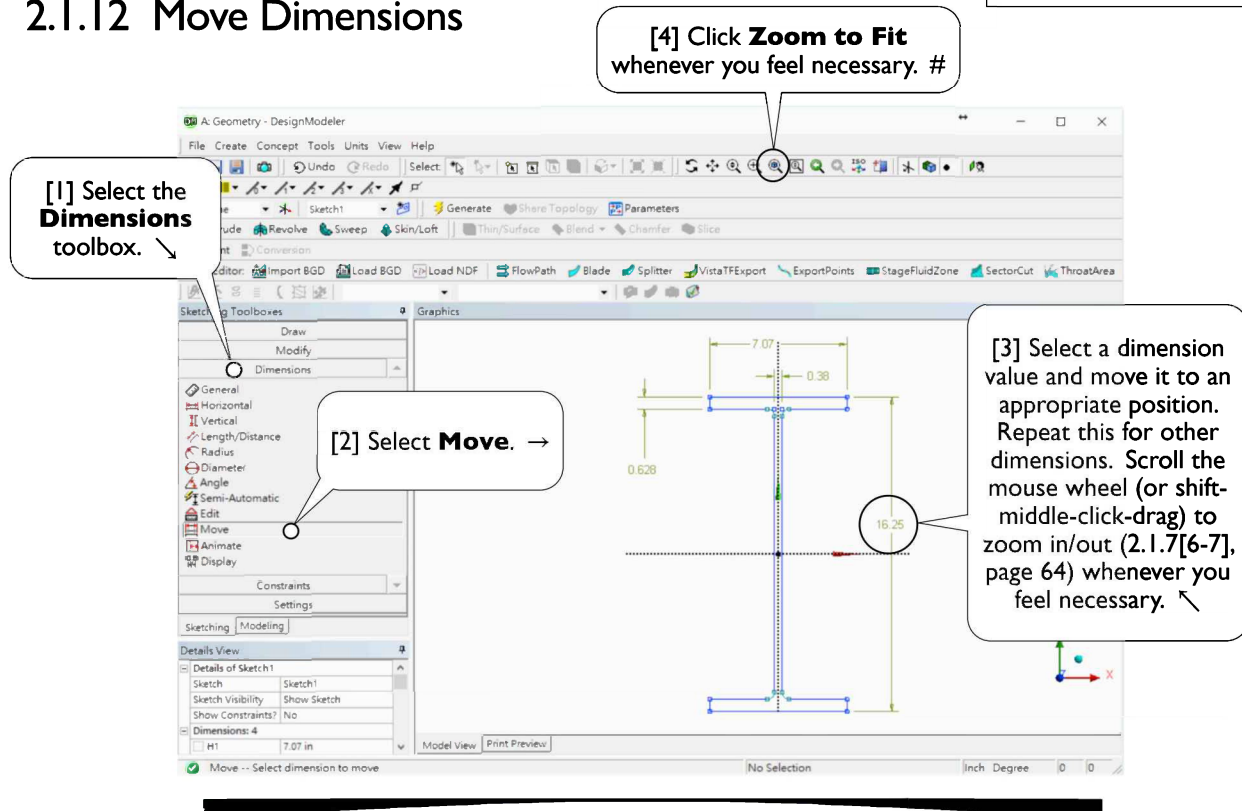 2.1.12 Move Dimensions
[4] Click Zoom to Fit
whenever you feel necessary. #
A: Geometry - DesignModeler
File Create Concept Tools Units View Help
Undo Redo Select:
[1] Select the
Dimensions
toolbox. ↘
Sketch1 Generate Share Topology Parameters
Revolve Sweep Skin/Loft Thin/Surface Blend Chamfer Slice
Conversion
Import BGD Load BGD Load NDF FlowPath Blade Splitter VistaTFExport ExportPoints StageFluidZone SectorCut ThroatArea
Sketching Toolboxes
Draw
Modify
Dimensions
General
Horizontal
Vertical
Length/Distance
Radius
Diameter
Angle
Semi-Automatic
Edit
Move
Animate
Display
Constraints
Settings
Sketching Modeling
[2] Select Move. →
Graphics
7.07
0.38
0.628
16.25
[3] Select a dimension
value and move it to an
appropriate position.
Repeat this for other
dimensions. Scroll the
mouse wheel (or shift-
middle-click-drag) to
zoom in/out (2.1.7[6-7],
page 64) whenever you
feel necessary. ↖
X
Details View
Details of Sketch1
Sketch Sketch1
Sketch Visibility Show Sketch
Show Constraints? No
Dimensions: 4
H1 7.07 in
Model View Print Preview
Move -- Select dimension to move No Selection Inch Degree 0 0